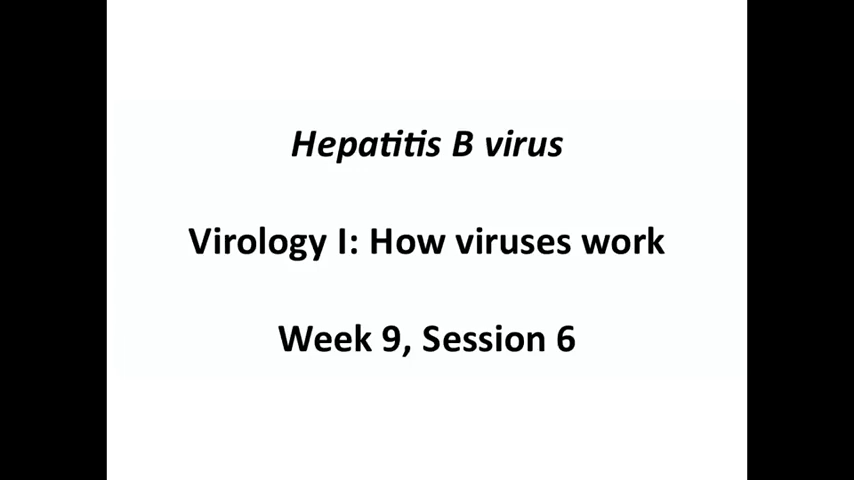 Hepatitis B virus
Virology I: How viruses work
Week 9, Session 6